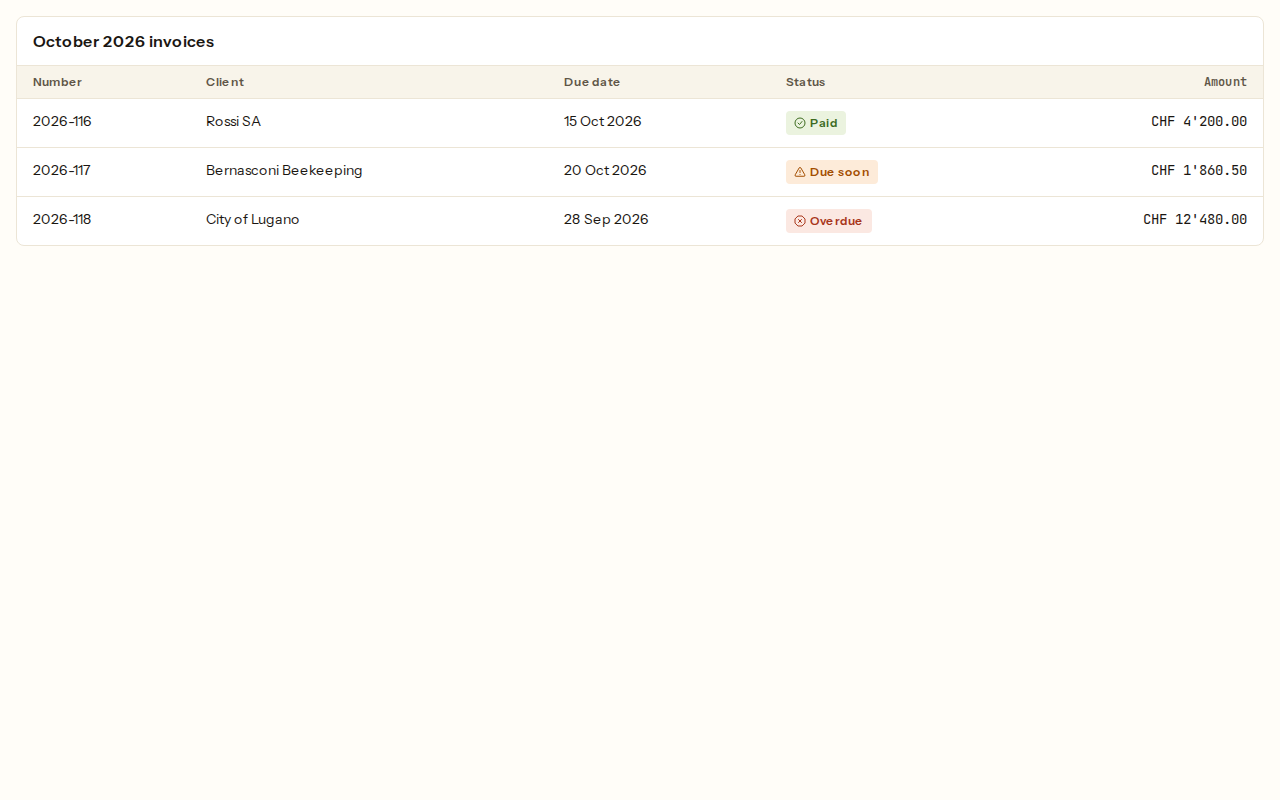 October 2026 invoices
Number Client Due date Status Amount
2026-116 Rossi SA 15 Oct 2026 Paid CHF 4'200.00
2026-117 Bernasconi Beekeeping 20 Oct 2026 Due soon CHF 1'860.50
2026-118 City of Lugano 28 Sep 2026 Overdue CHF 12'480.00